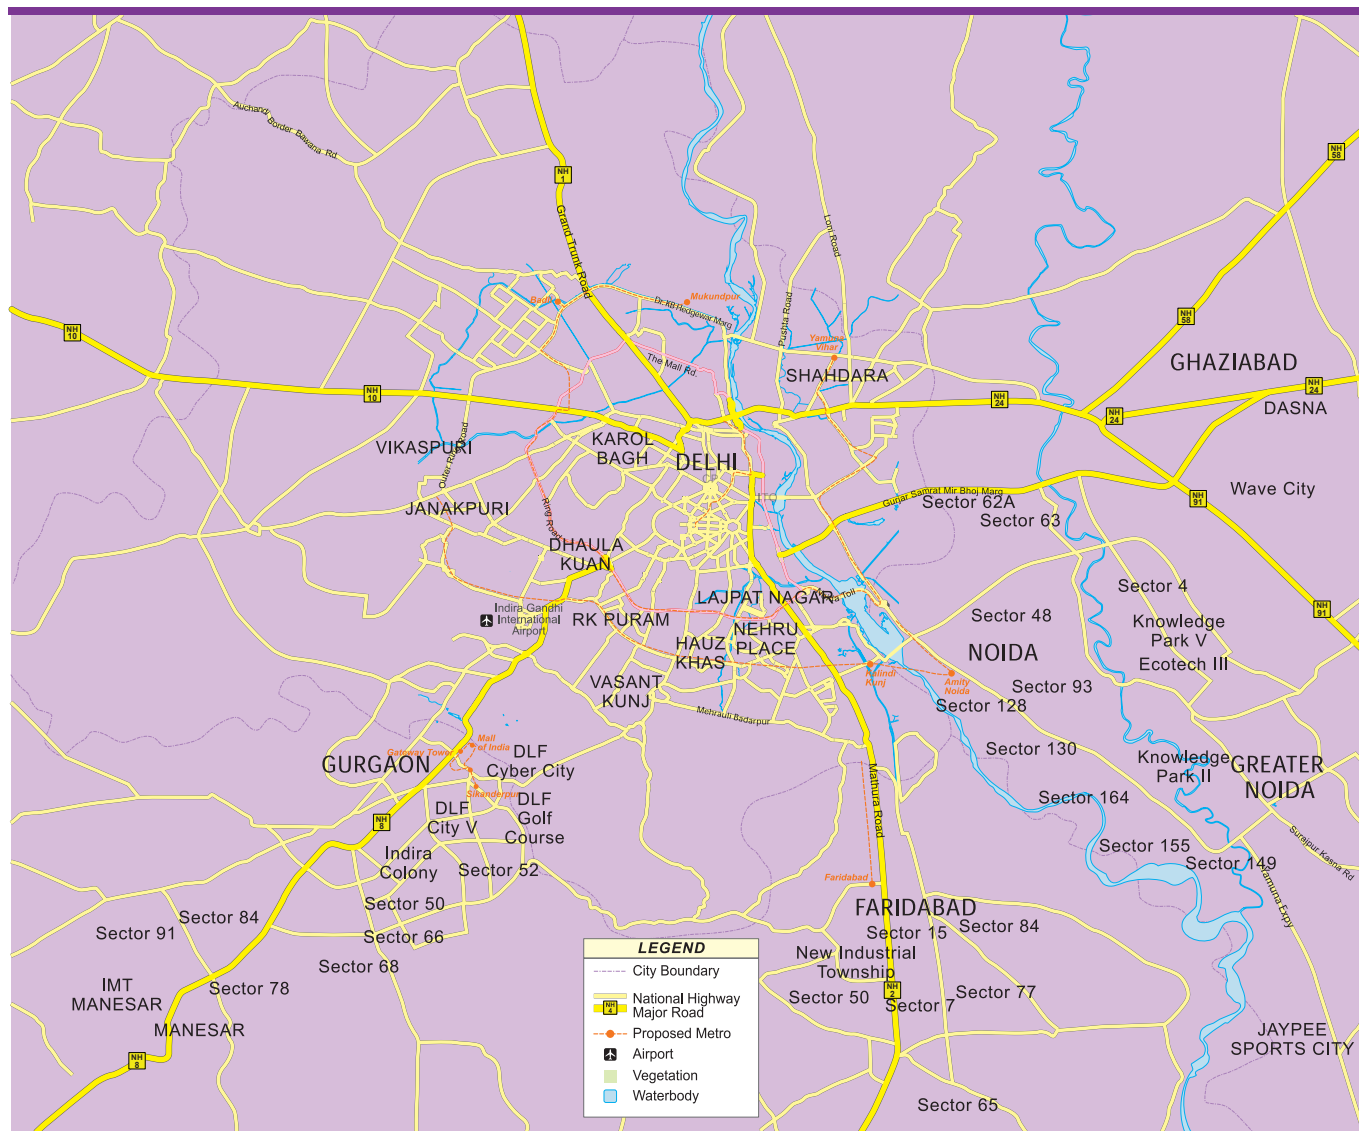 NH
58
Auchandi Border Bawana Rd
NH
1
Grand Trunk Road
Loni Road
Badli
Mukundpur
Dr. KB Hedgewar Marg
Pushta Road
NH
58
NH
10
Yamuna
Vihar
The Mall Rd.
SHAHDARA
GHAZIABAD
NH
10
NH
24
NH
24
NH
24
DASNA
VIKASPURI
Outer Ring Road
KAROL
BAGH
DELHI
CP
ITO
Gurjar Samrat Mir Bhoj Marg
NH
91
Wave City
Sector 62A
Sector 63
JANAKPURI
Ring Road
DHAULA
KUAN
Sector 4
LAJPAT NAGAR
Toll
NH
91
Indira Gandhi
International
Airport
RK PURAM
Sector 48
Knowledge
Park V
NEHRU
PLACE
HAUZ
KHAS
NOIDA
Ecotech III
Kalindi
Kunj
Amity
Noida
VASANT
KUNJ
Sector 93
Sector 128
Mehrauli Badarpur
Mall
of India
Gateway Tower
DLF
Cyber City
Sector 130
GURGAON
Knowledge
Park II
GREATER
NOIDA
Sikanderpur
Mathura Road
DLF
City V
DLF
Golf
Course
Sector 164
NH
8
Surajpur Kasna Rd
Sector 155
Indira
Colony
Sector 52
Sector 149
Faridabad
Yamuna Expy
Sector 50
FARIDABAD
Sector 84
Sector 91
Sector 66
Sector 15
Sector 84
LEGEND
City Boundary
National Highway
NH
4
Major Road
Proposed Metro
Airport
Vegetation
Waterbody
New Industrial
Township
Sector 68
IMT
MANESAR
Sector 78
NH
2
Sector 50
Sector 7
Sector 77
MANESAR
NH
8
JAYPEE
SPORTS CITY
Sector 65